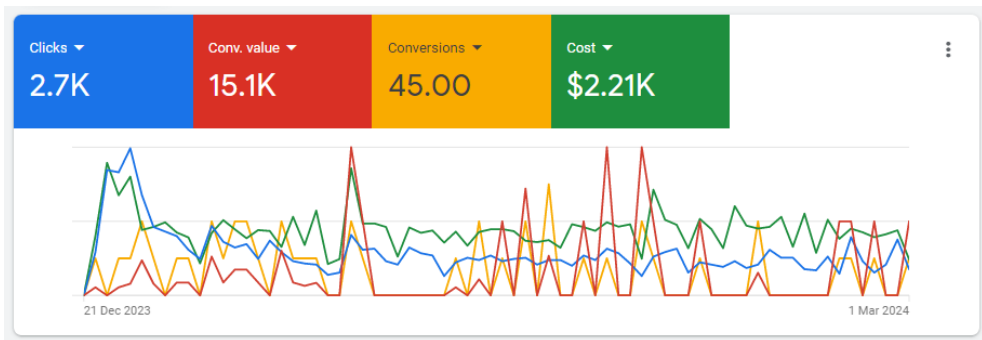 Clicks
2.7K
Conv. value
15.1K
Conversions
45.00
Cost
$2.21K
21 Dec 2023
1 Mar 2024